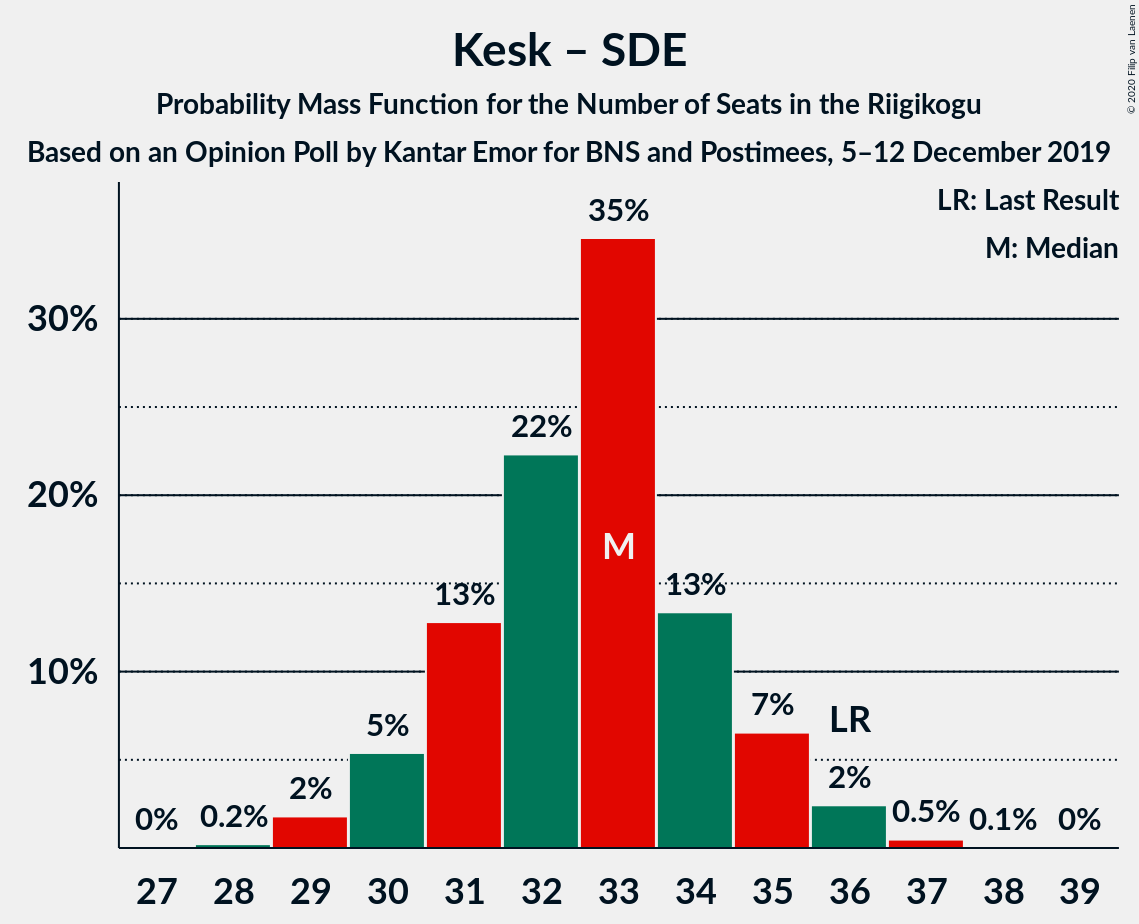 Kesk – SDE
Probability Mass Function for the Number of Seats in the Riigikogu
Based on an Opinion Poll by Kantar Emor for BNS and Postimees, 5–12 December 2019
© 2020 Filip van Laenen
LR: Last Result
M: Median
35%
30%
22%
20%
M
13%
13%
10%
7%
LR
5%
2%
2%
0%
0.2%
0.5%
0.1%
0%
27 28 29 30 31 32 33 34 35 36 37 38 39